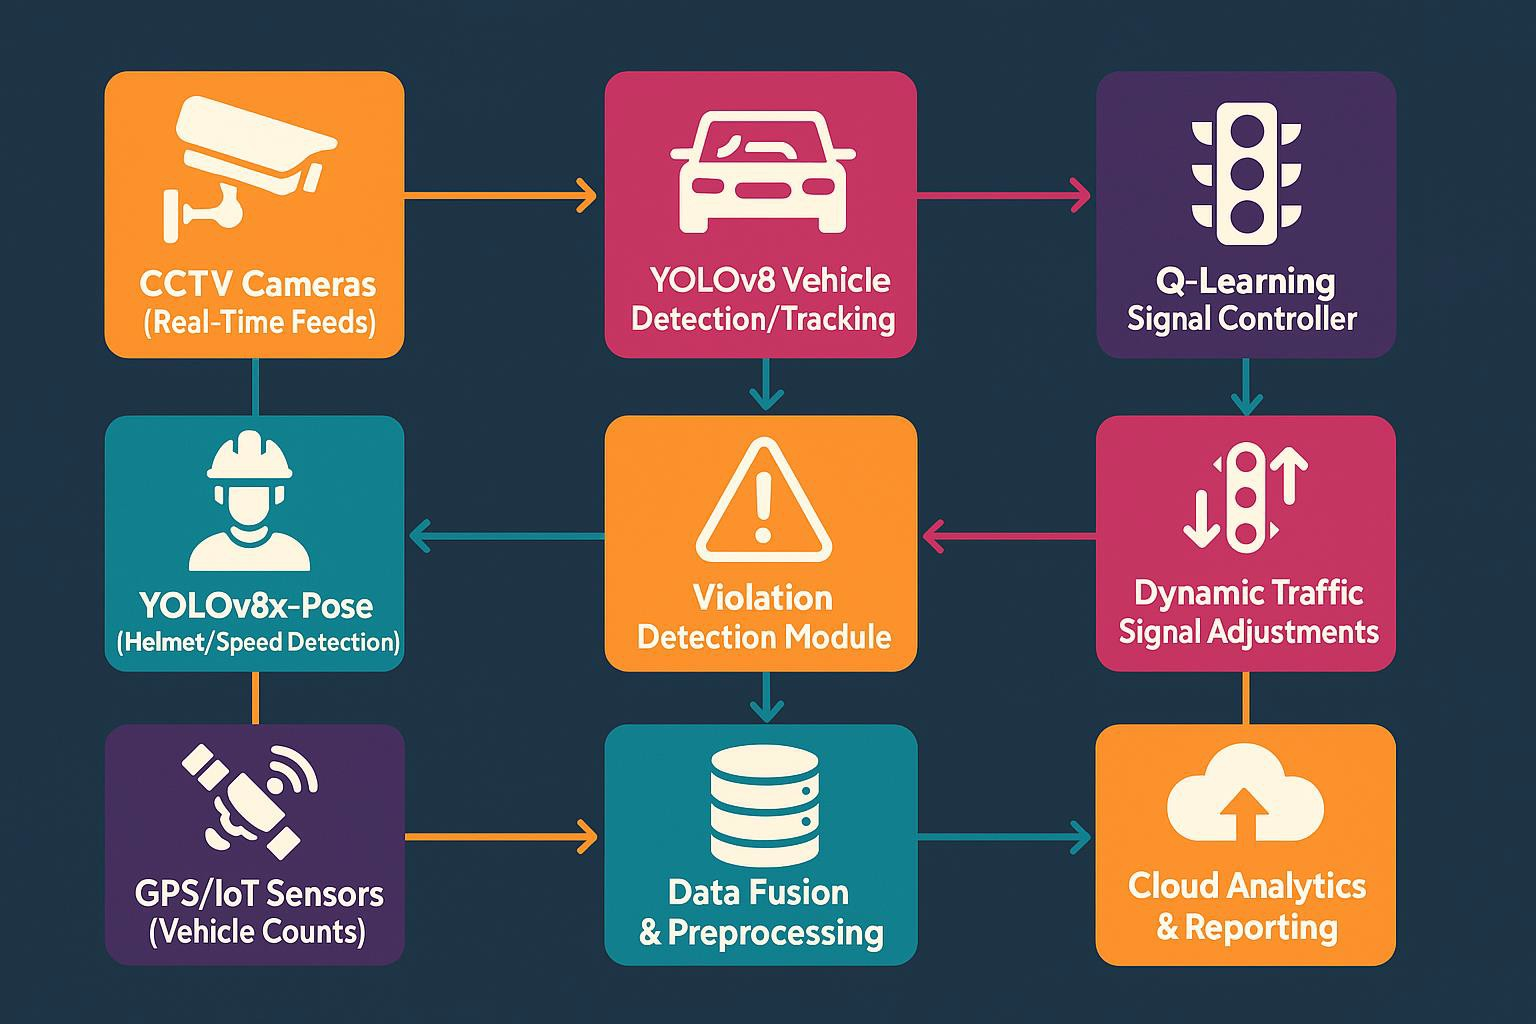 CCTV Cameras
(Real-Time Feeds)
YOLOv8 Vehicle
Detection/Tracking
Q-Learning
Signal Controller
YOLOv8x-Pose
(Helmet/Speed Detection)
Violation
Detection Module
Dynamic Traffic
Signal Adjustments
GPS/IoT Sensors
(Vehicle Counts)
Data Fusion
& Preprocessing
Cloud Analytics
& Reporting